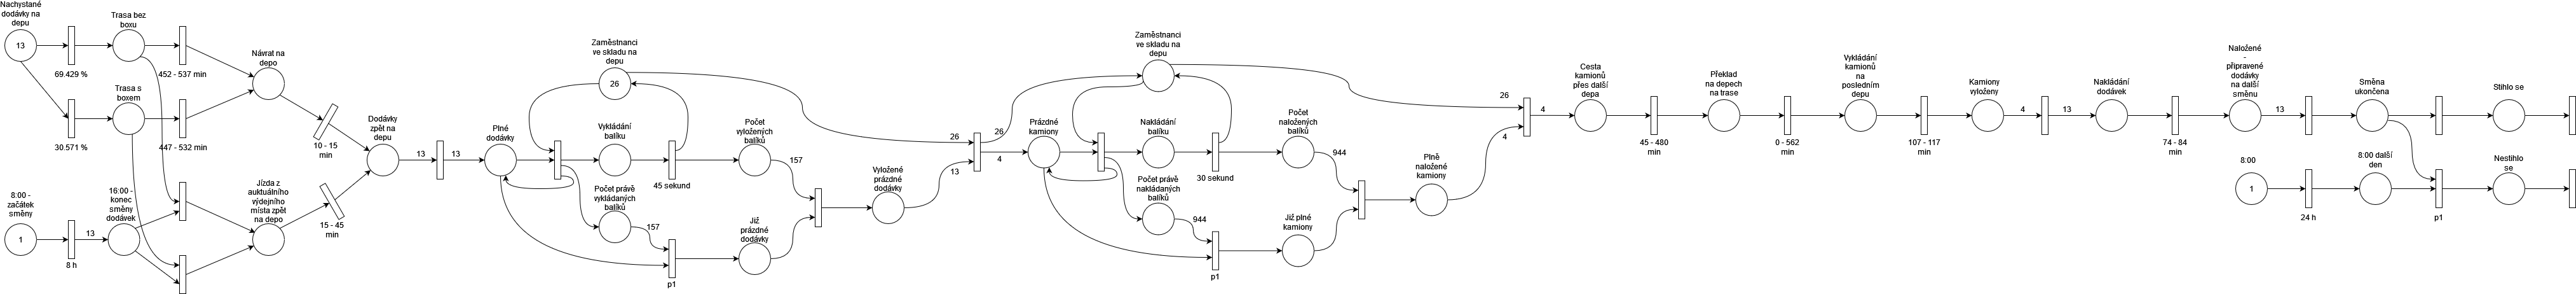 Nachystané
dodávky na
depu
13
69.429 %
30.571 %
Trasa bez
boxu
Trasa s
boxem
452 - 537 min
447 - 532 min
Návrat na
depo
10 - 15
min
8:00 -
začátek
směny
1
8 h
13
16:00 -
konec
směny
dodávek
Jízda z
auktuálního
výdejního
místa zpět
na depo
15 - 45
min
Dodávky
zpět na
depu
13
13
Plné
dodávky
Zaměstnanci
ve skladu na
depu
26
Vykládání
balíku
45 sekund
Počet právě
vykládaných
balíků
157
p1
Počet
vyložených
balíků
157
Již
prázdné
dodávky
Vyložené
prázdné
dodávky
26
13
26
4
Prázdné
kamiony
Zaměstnanci
ve skladu na
depu
Nakládání
balíku
30 sekund
Počet právě
nakládaných
balíků
944
p1
Počet
naložených
balíků
944
Již plné
kamiony
Plně
naložené
kamiony
26
4
4
Cesta
kamionů
přes další
depa
45 - 480
min
Překlad
na depech
na trase
0 - 562
min
Vykládání
kamionů
na
posledním
depu
107 - 117
min
Kamiony
vyloženy
4
13
Nakládání
dodávek
74 - 84
min
Naložené
-
připravené
dodávky
na další
směnu
13
Směna
ukončena
Stihlo se
8:00
1
24 h
8:00 další
den
p1
Nestihlo
se